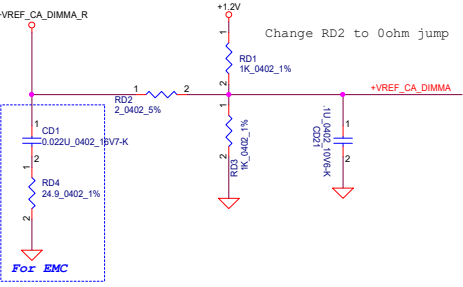 +VREF_CA_DIMMA_R
+1.2V
Change RD2 to 0ohm jump
1
RD1
1K_0402_1%
2
1
2
RD2
2_0402_5%
+VREF_CA_DIMMA
1
CD1
0.022U_0402_16V7-K
2
RD4
24.9_0402_1%
1
2
1
2
RD3
1K_0402_1%
.1U_0402_10V6-K
CD21
1
2
For EMC